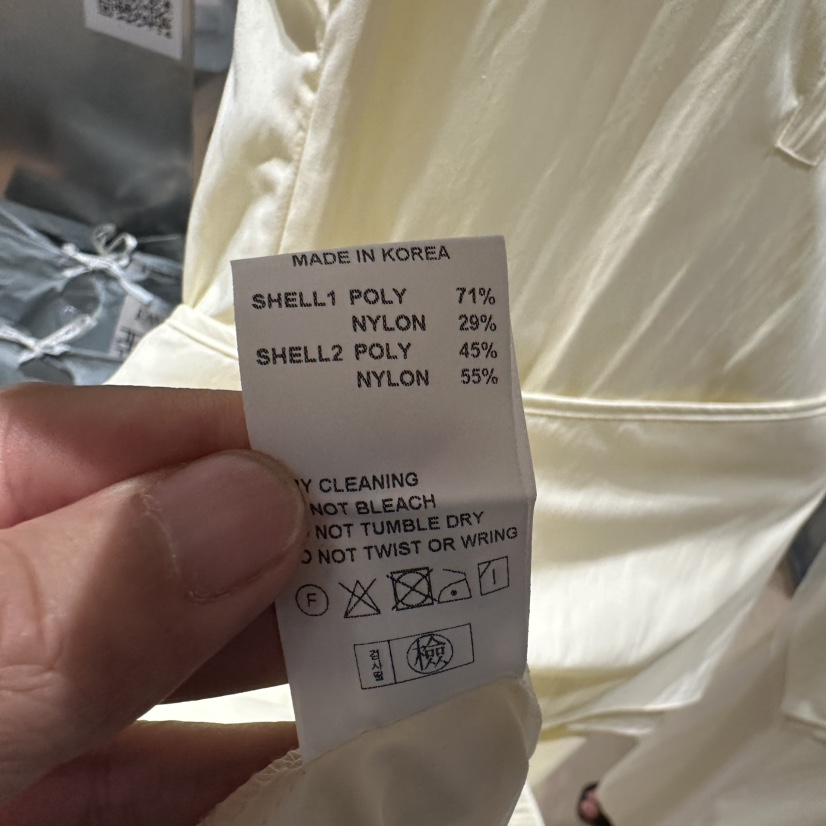 MADE IN KOREA
SHELL1 POLY 71%
NYLON 29%
SHELL2 POLY 45%
NYLON 55%
CLEANING
NOT BLEACH
NOT TUMBLE DRY
DO NOT TWIST OR WRING
F
검사필 檢